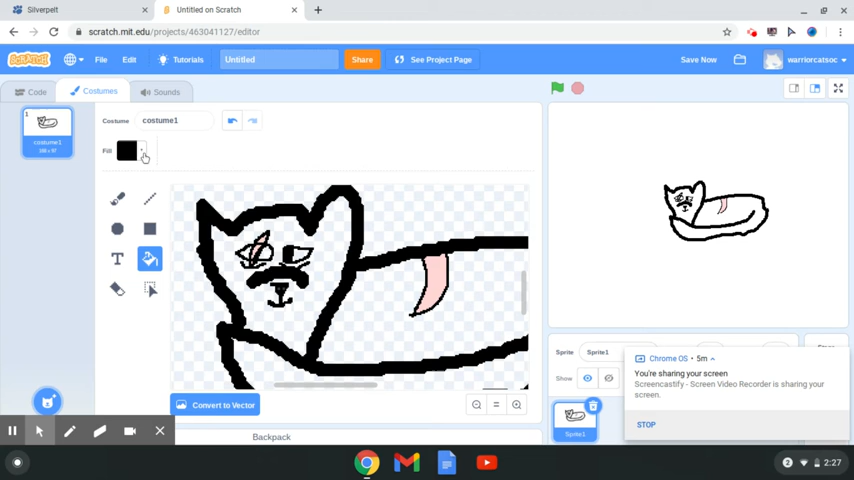 Silverpelt
Untitled on Scratch
scratch.mit.edu/projects/463041127/editor
SCRATCH
File
Edit
Tutorials
Untitled
Share
See Project Page
Save Now
warriorcatsoc
Code
Costumes
Sounds
1
costume1
Costume
costume1
Fill
T
Convert to Vector
Backpack
Sprite
Sprite1
Show
Sprite1
Chrome OS • 5m
You're sharing your screen
Screencastify - Screen Video Recorder is sharing your
screen.
STOP
2
2:27